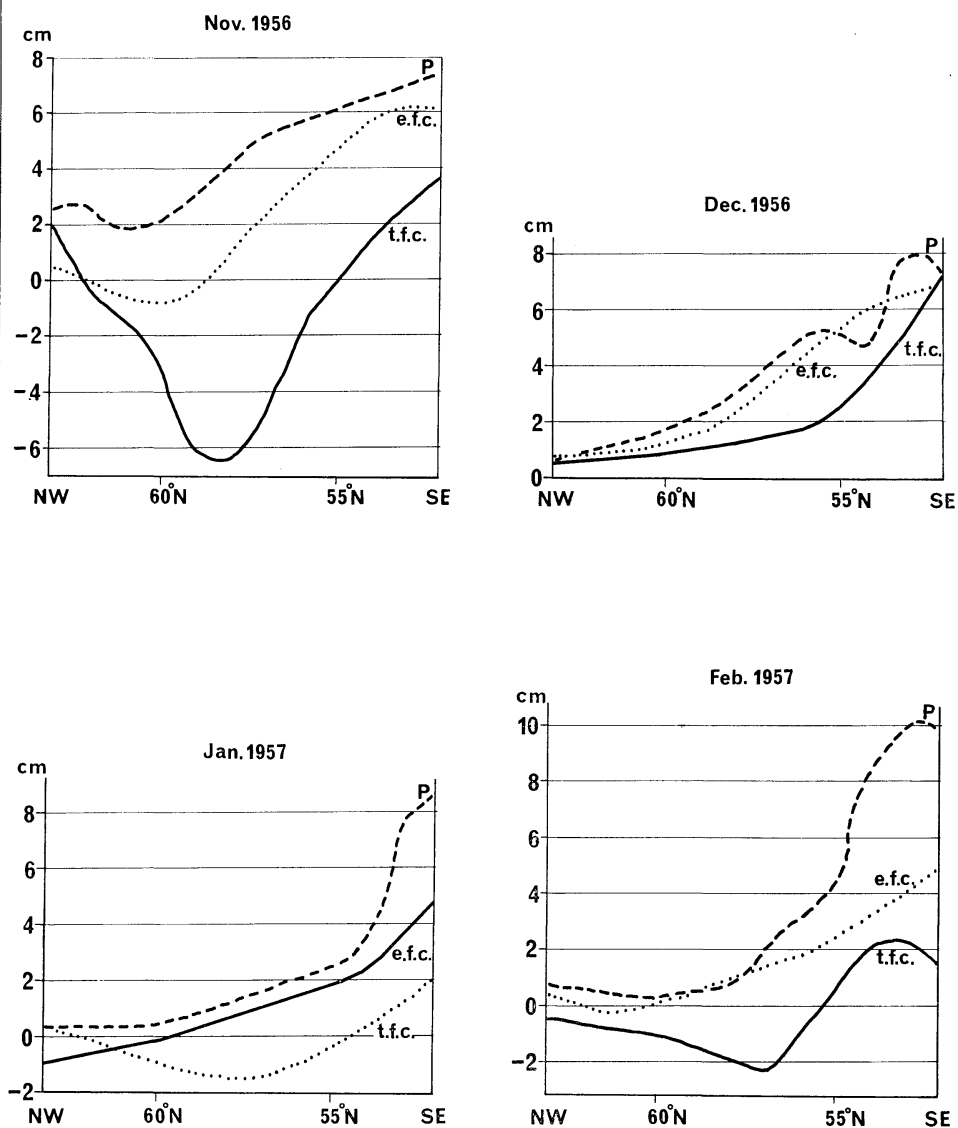 Nov. 1956
cm
8
6
4
2
0
−2
−4
−6
P
e.f.c.
t.f.c.
NW 60°N 55°N SE
Dec. 1956
cm
8
6
4
2
0
P
e.f.c.
t.f.c.
NW 60°N 55°N SE
Jan. 1957
cm
8
6
4
2
0
−2
P
e.f.c.
t.f.c.
NW 60°N 55°N SE
Feb. 1957
cm
10
8
6
4
2
0
−2
P
e.f.c.
t.f.c.
NW 60°N 55°N SE